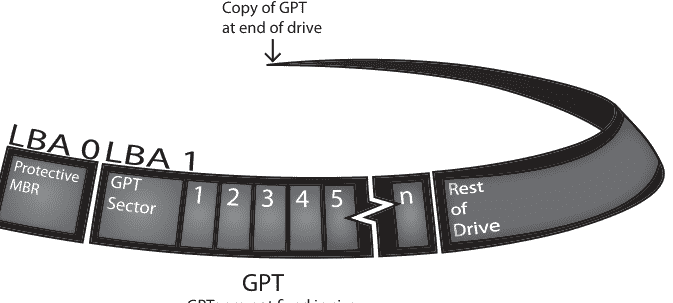 Copy of GPT
at end of drive
LBA 0
LBA 1
Protective
MBR
GPT
Sector
1
2
3
4
5
n
Rest
of
Drive
GPT